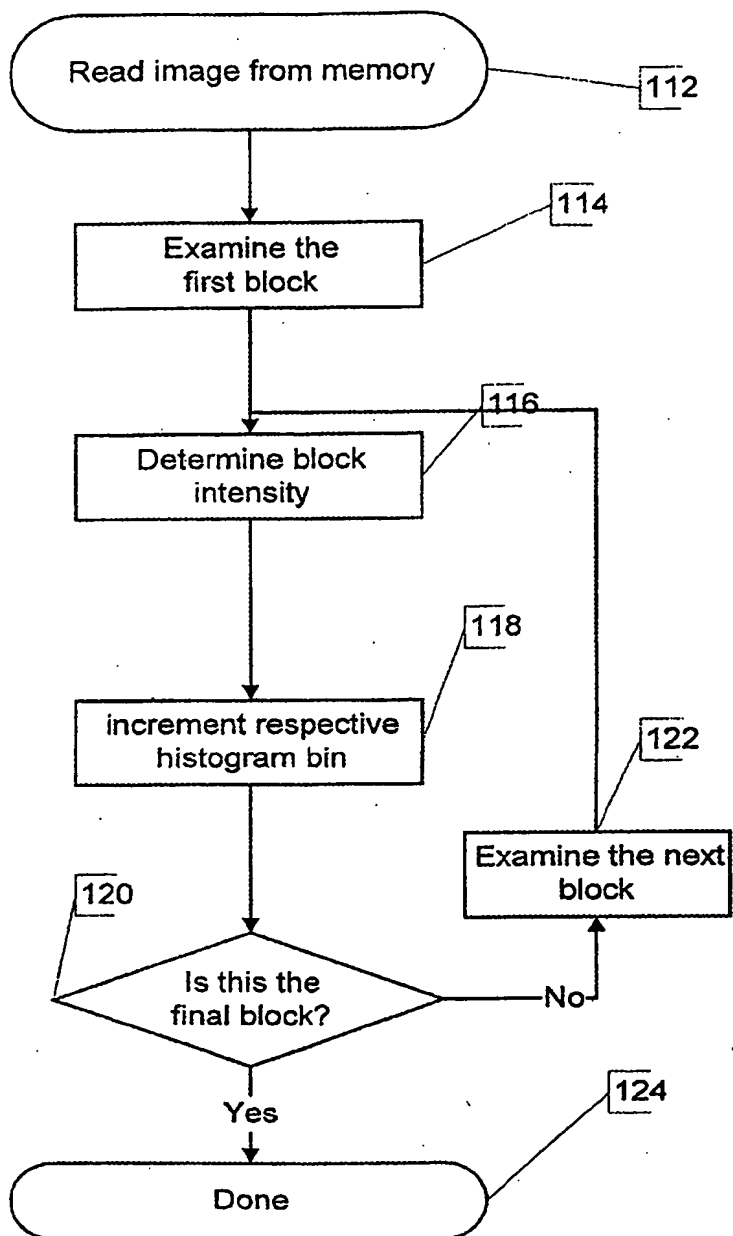 Read image from memory
112
114
Examine the
first block
116
Determine block
intensity
118
increment respective
histogram bin
122
Examine the next
block
120
Is this the
final block?
No
Yes
124
Done